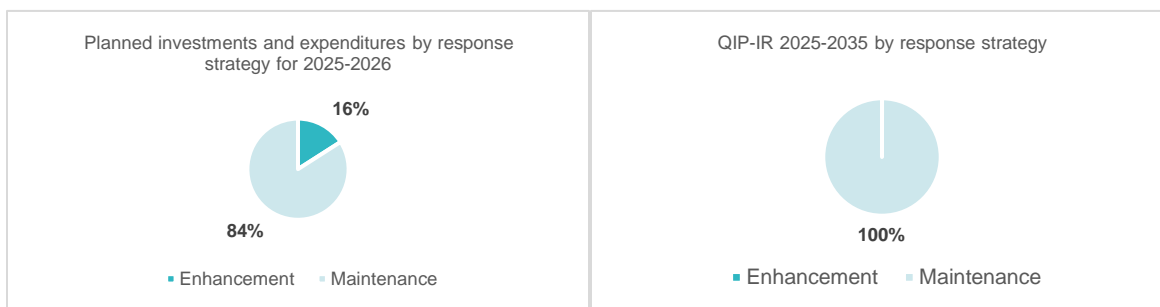 Planned investments and expenditures by response
strategy for 2025-2026
16%
84%
Enhancement Maintenance
QIP-IR 2025-2035 by response strategy
100%
Enhancement Maintenance